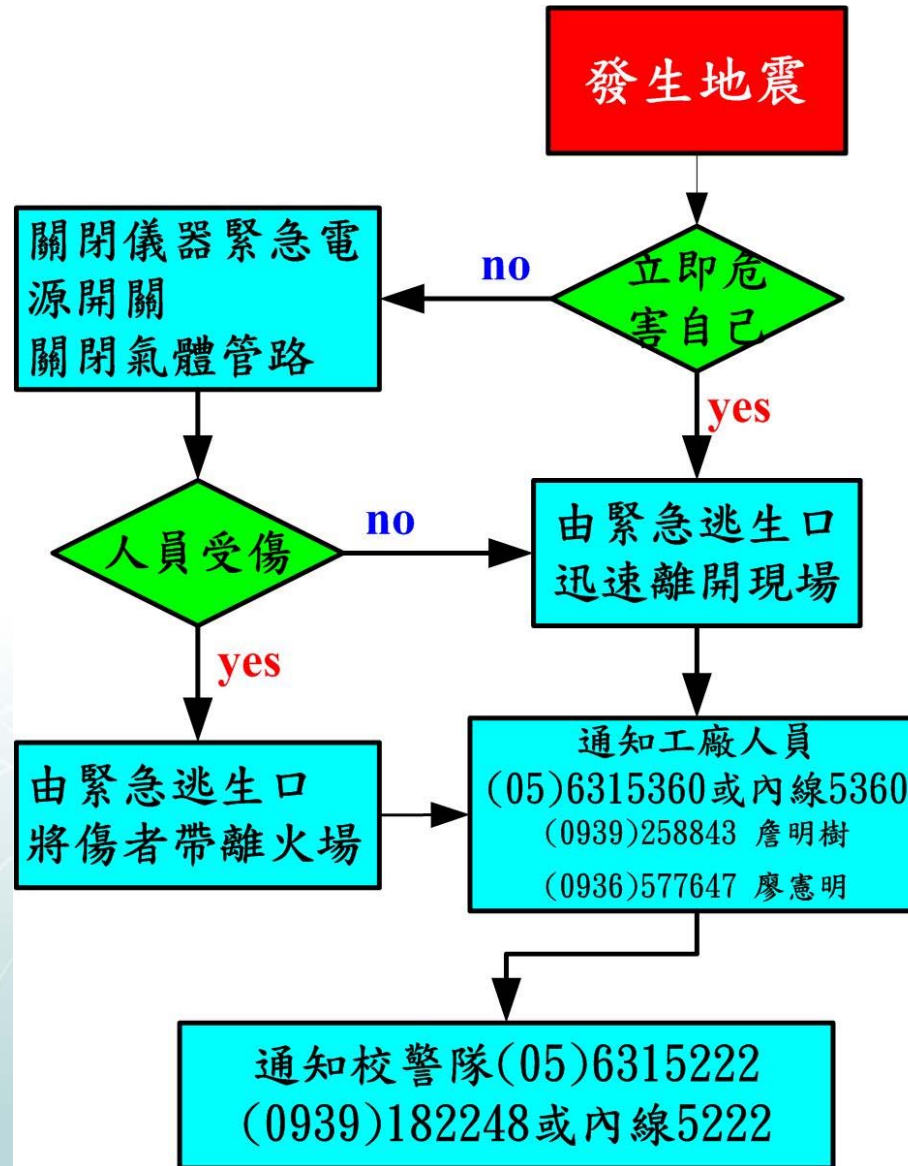 發生地震
立即危
害自己
no
yes
關閉儀器緊急電
源開關
關閉氣體管路
人員受傷
no
yes
由緊急逃生口
迅速離開現場
由緊急逃生口
將傷者帶離火場
通知工廠人員
(05)6315360或內線5360
(0939)258843 詹明樹
(0936)577647 廖憲明
通知校警隊(05)6315222
(0939)182248或內線5222